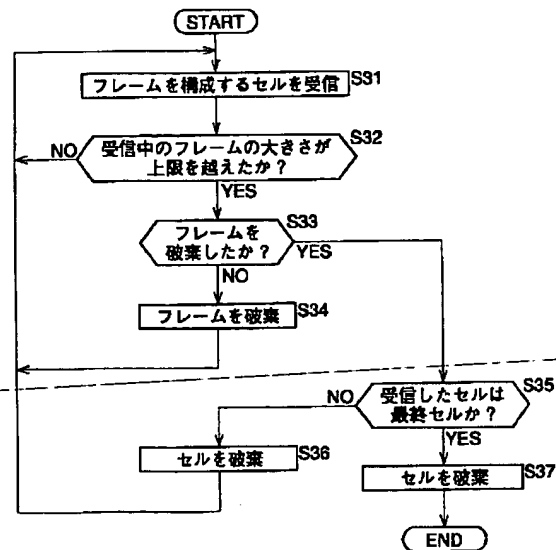 START
フレームを構成するセルを受信
S31
受信中のフレームの大きさが
上限を越えたか？
S32
NO
YES
フレームを
破棄したか？
S33
YES
NO
フレームを破棄
S34
受信したセルは
最終セルか？
S35
NO
YES
セルを破棄
S36
セルを破棄
S37
END